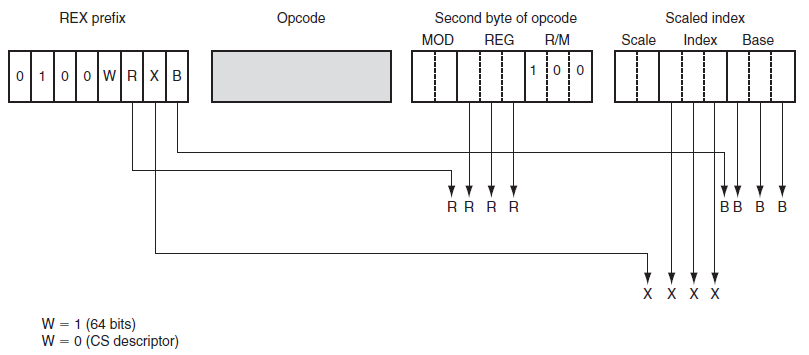 REX prefix Opcode Second byte of opcode Scaled index
MOD REG R/M Scale Index Base
0 1 0 0 W R X B 1 0 0
R R R R B B B B
X X X X
W = 1 (64 bits)
W = 0 (CS descriptor)